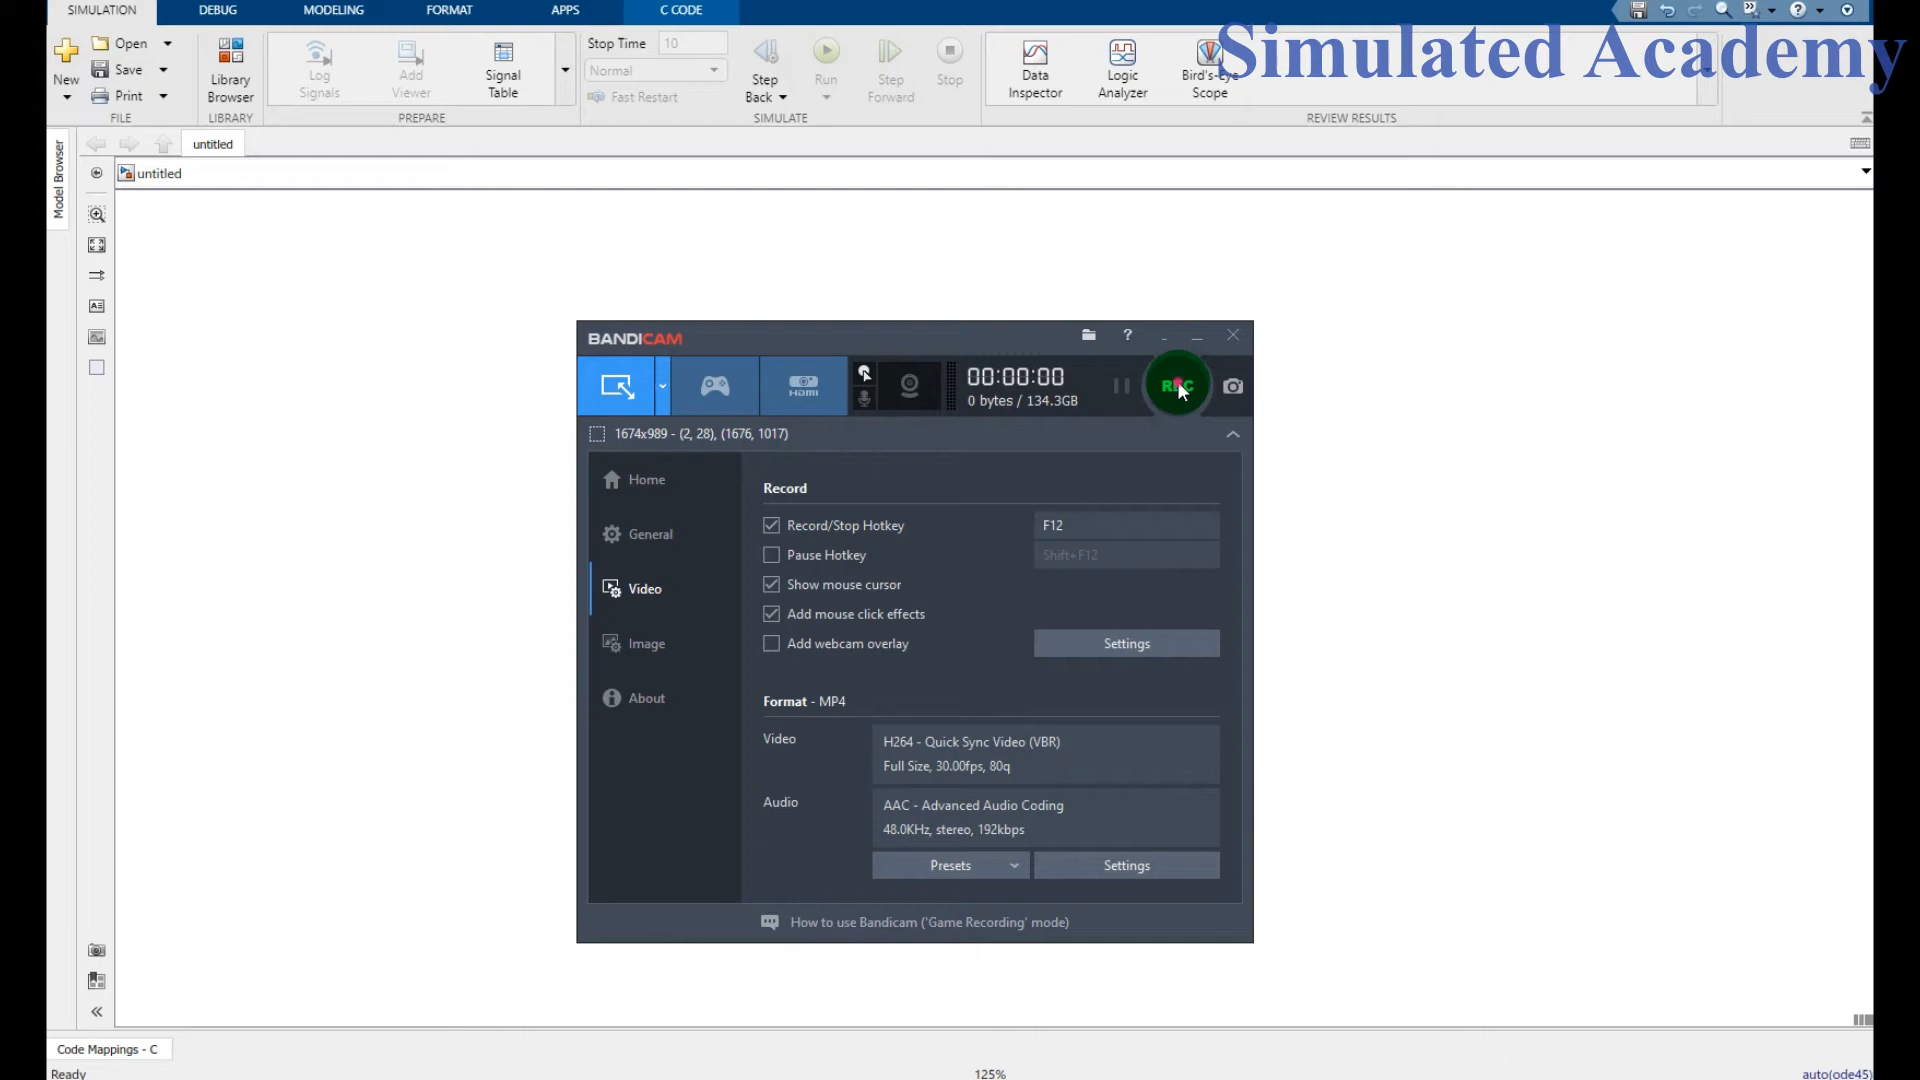 SIMULATION DEBUG MODELING FORMAT APPS C CODE
Simulated Academy
New
Open
Save
Print
FILE
Library
Browser
LIBRARY
Log
Signals
Add
Viewer
Signal
Table
PREPARE
Stop Time 10
Normal
Fast Restart
Step
Back
Run
Step
Forward
Stop
SIMULATE
Data
Inspector
Logic
Analyzer
Bird's-Eye
Scope
REVIEW RESULTS
Model Browser
untitled
untitled
BANDICAM
HDMI
00:00:00
0 bytes / 134.3GB
REC
1674x989 - (2, 28), (1676, 1017)
Home
General
Video
Image
About
Record
Record/Stop Hotkey F12
Pause Hotkey Shift+F12
Show mouse cursor
Add mouse click effects
Add webcam overlay Settings
Format - MP4
Video
H264 - Quick Sync Video (VBR)
Full Size, 30.00fps, 80q
Audio
AAC - Advanced Audio Coding
48.0KHz, stereo, 192kbps
Presets Settings
How to use Bandicam ('Game Recording' mode)
Code Mappings - C
Ready 125% auto(ode45)